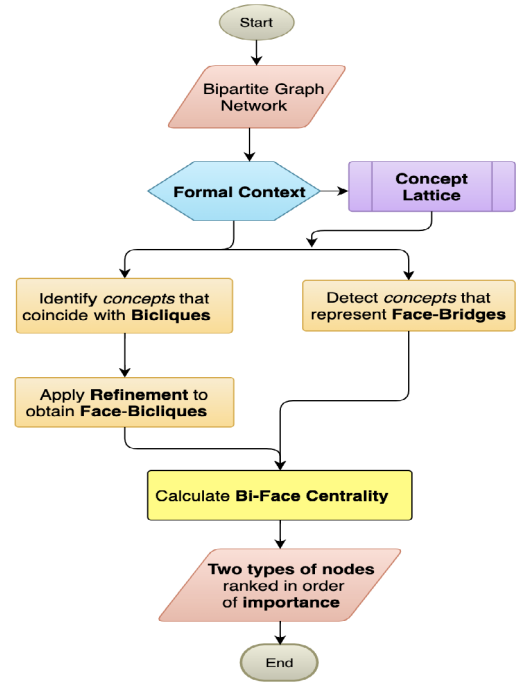 Start
Bipartite Graph
Network
Formal Context
Concept
Lattice
Identify concepts that
coincide with Bicliques
Detect concepts that
represent Face-Bridges
Apply Refinement to
obtain Face-Bicliques
Calculate Bi-Face Centrality
Two types of nodes
ranked in order
of importance
End